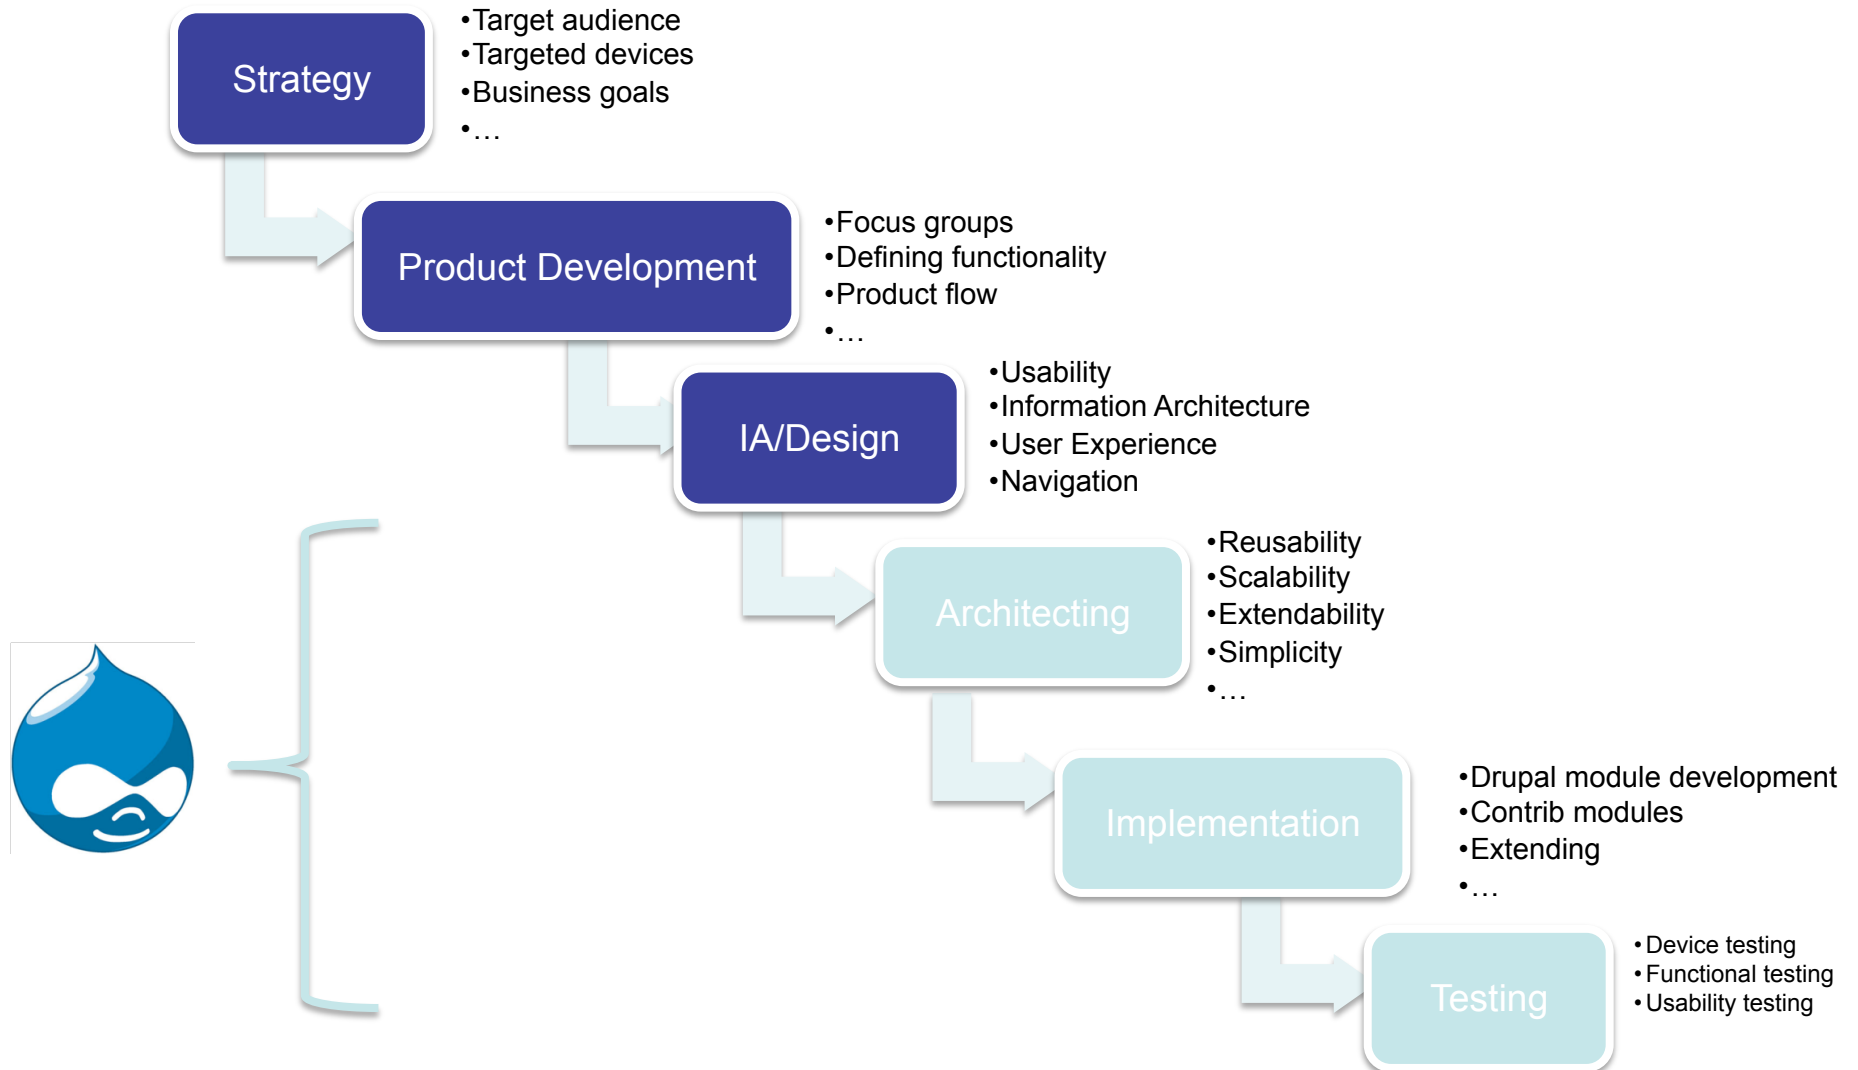 Strategy
•Target audience
•Targeted devices
•Business goals
•…
Product Development
•Focus groups
•Defining functionality
•Product flow
•…
IA/Design
•Usability
•Information Architecture
•User Experience
•Navigation
Architecting
•Reusability
•Scalability
•Extendability
•Simplicity
•…
Implementation
•Drupal module development
•Contrib modules
•Extending
•…
Testing
•Device testing
•Functional testing
•Usability testing